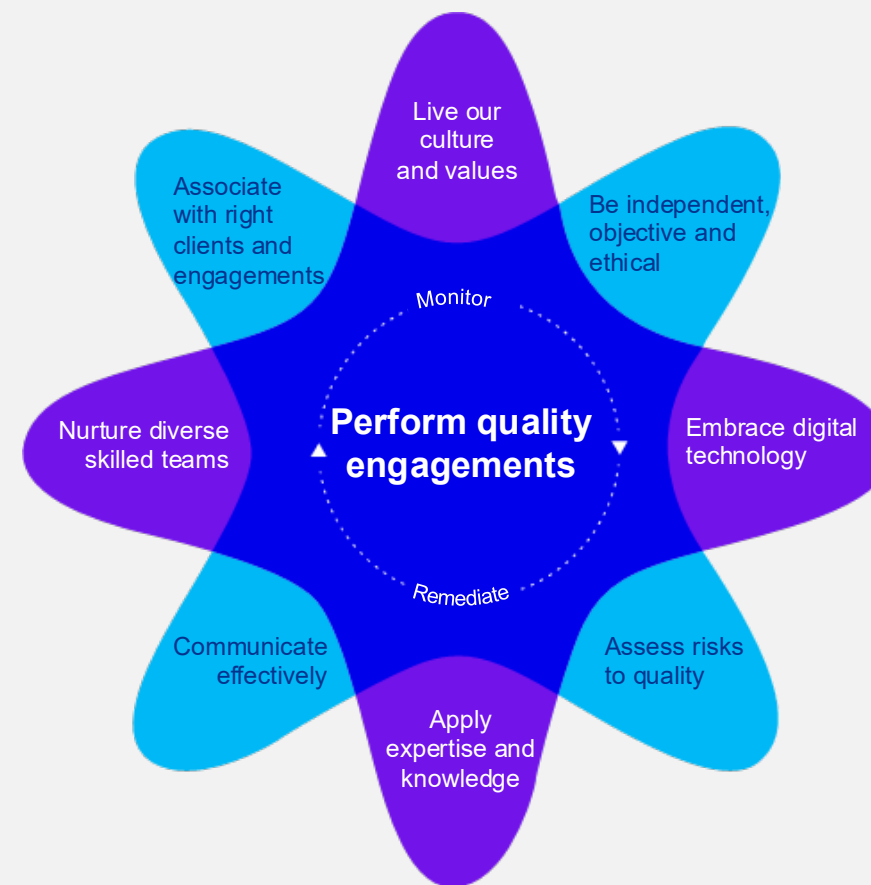 Live our
culture
and values
Associate
with right
clients and
engagements
Be independent,
objective and
ethical
Monitor
Perform quality
engagements
Nurture diverse
skilled teams
Embrace digital
technology
Remediate
Communicate
effectively
Assess risks
to quality
Apply
expertise and
knowledge